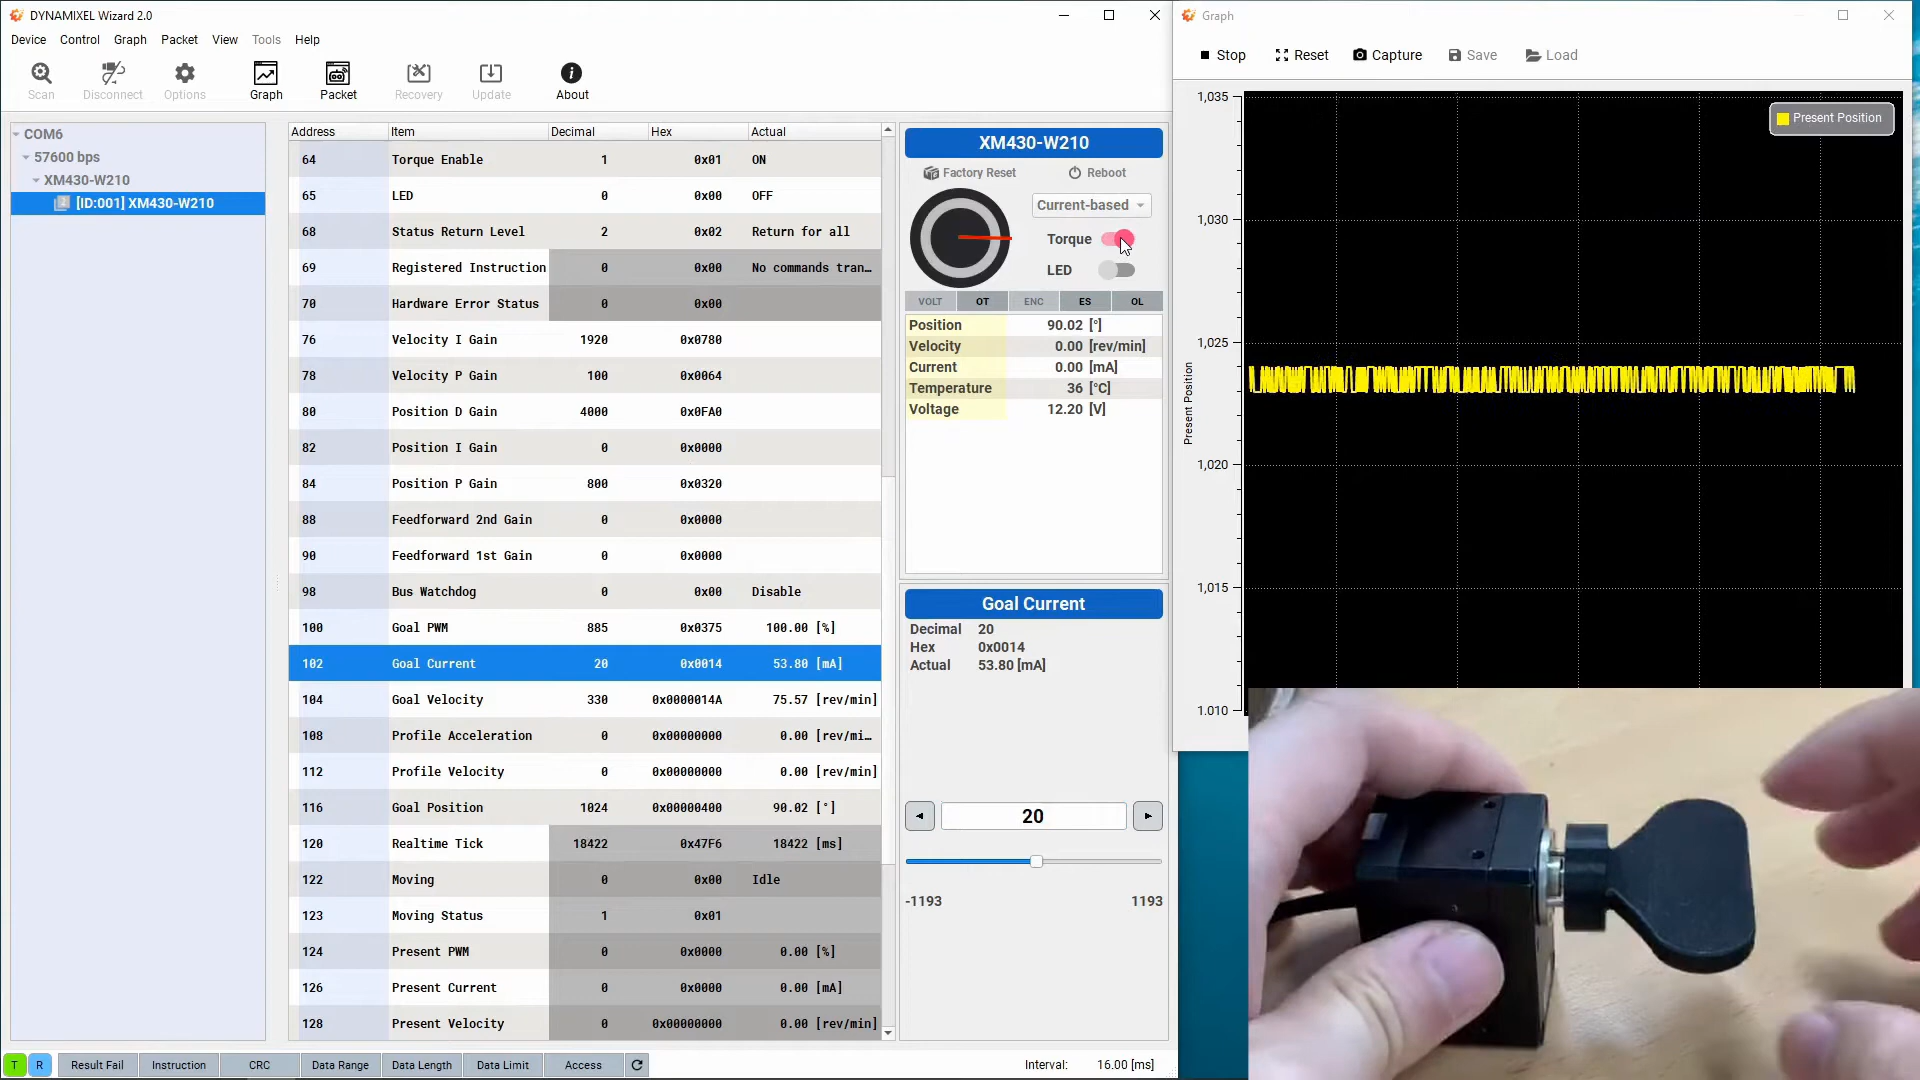 DYNAMIXEL Wizard 2.0
Device Control Graph Packet View Tools Help
Scan Disconnect Options Graph Packet Recovery Update About
COM6
57600 bps
XM430-W210
[ID:001] XM430-W210
Address Item Decimal Hex Actual
64 Torque Enable 1 0x01 ON
65 LED 0 0x00 OFF
68 Status Return Level 2 0x02 Return for all
69 Registered Instruction 0 0x00 No commands tran…
70 Hardware Error Status 0 0x00
76 Velocity I Gain 1920 0x0780
78 Velocity P Gain 100 0x0064
80 Position D Gain 4000 0x0FA0
82 Position I Gain 0 0x0000
84 Position P Gain 800 0x0320
88 Feedforward 2nd Gain 0 0x0000
90 Feedforward 1st Gain 0 0x0000
98 Bus Watchdog 0 0x00 Disable
100 Goal PWM 885 0x0375 100.00 [%]
102 Goal Current 20 0x0014 53.80 [mA]
104 Goal Velocity 330 0x0000014A 75.57 [rev/min]
108 Profile Acceleration 0 0x00000000 0.00 [rev/mi…
112 Profile Velocity 0 0x00000000 0.00 [rev/min]
116 Goal Position 1024 0x00000400 90.02 [°]
120 Realtime Tick 18422 0x47F6 18422 [ms]
122 Moving 0 0x00 Idle
123 Moving Status 1 0x01
124 Present PWM 0 0x0000 0.00 [%]
126 Present Current 0 0x0000 0.00 [mA]
128 Present Velocity 0 0x00000000 0.00 [rev/min]
XM430-W210
Factory Reset Reboot
Current-based
Torque
LED
VOLT OT ENC ES OL
Position 90.02 [°]
Velocity 0.00 [rev/min]
Current 0.00 [mA]
Temperature 36 [°C]
Voltage 12.20 [V]
Goal Current
Decimal 20
Hex 0x0014
Actual 53.80 [mA]
20
-1193 1193
T R Result Fail Instruction CRC Data Range Data Length Data Limit Access Interval: 16.00 [ms]
Graph
Stop Reset Capture Save Load
Present Position
1,035
1,030
1,025
1,020
1,015
1,010
Present Position